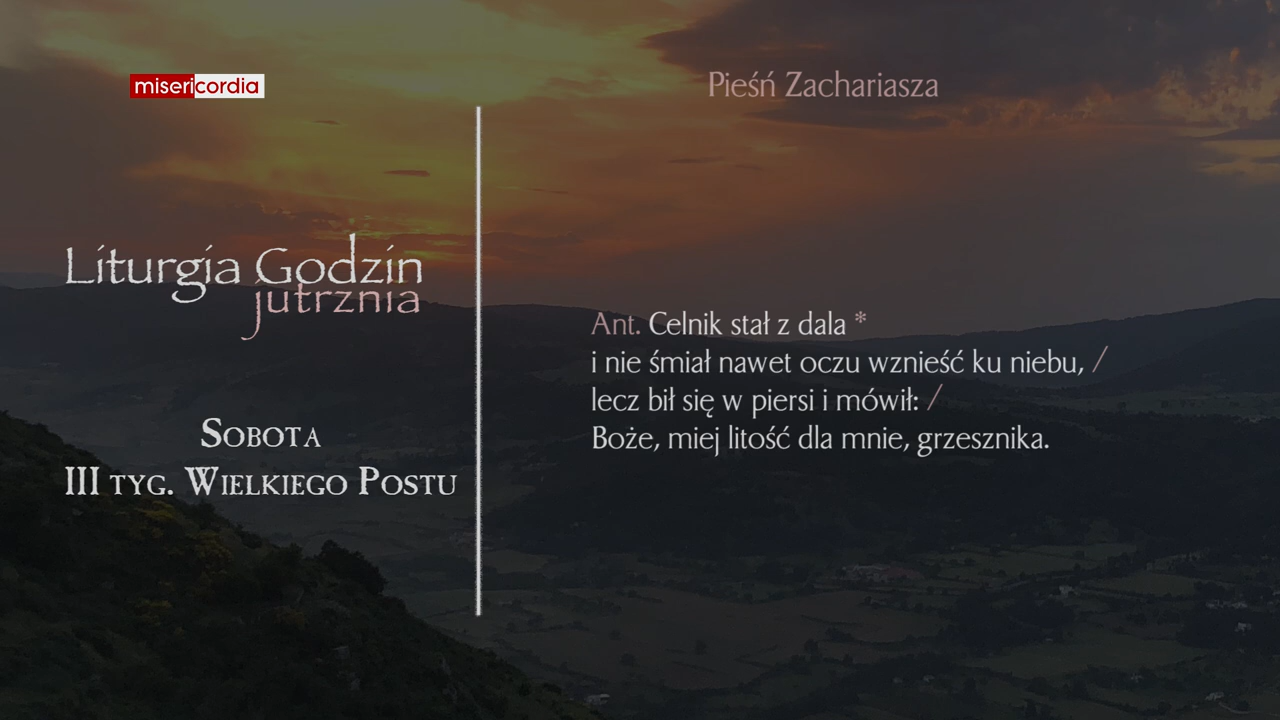 misericordia
Pieśń Zachariasza
Liturgia Godzin
jutrznia
Sobota
III tyg. Wielkiego Postu
Ant. Celnik stał z dala *
i nie śmiał nawet oczu wznieść ku niebu, /
lecz bił się w piersi i mówił: /
Boże, miej litość dla mnie, grzesznika.